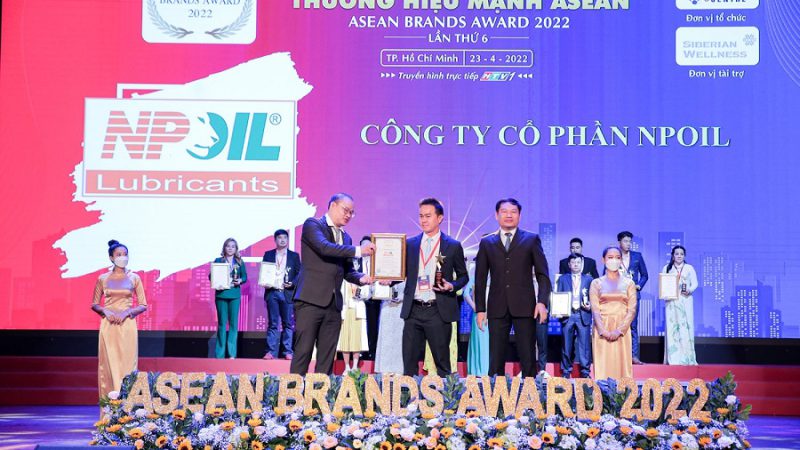 BRANDS AWARD
2022
THƯƠNG HIỆU MẠNH ASEAN
ASEAN BRANDS AWARD 2022
LẦN THỨ 6
TP. Hồ Chí Minh
23 - 4 - 2022
Truyền hình trực tiếp HTV1
Đơn vị tổ chức
SIBERIAN
WELLNESS
Đơn vị tài trợ
NPOIL®
Lubricants
CÔNG TY CỔ PHẦN NPOIL
ASEAN BRANDS AWARD 2022